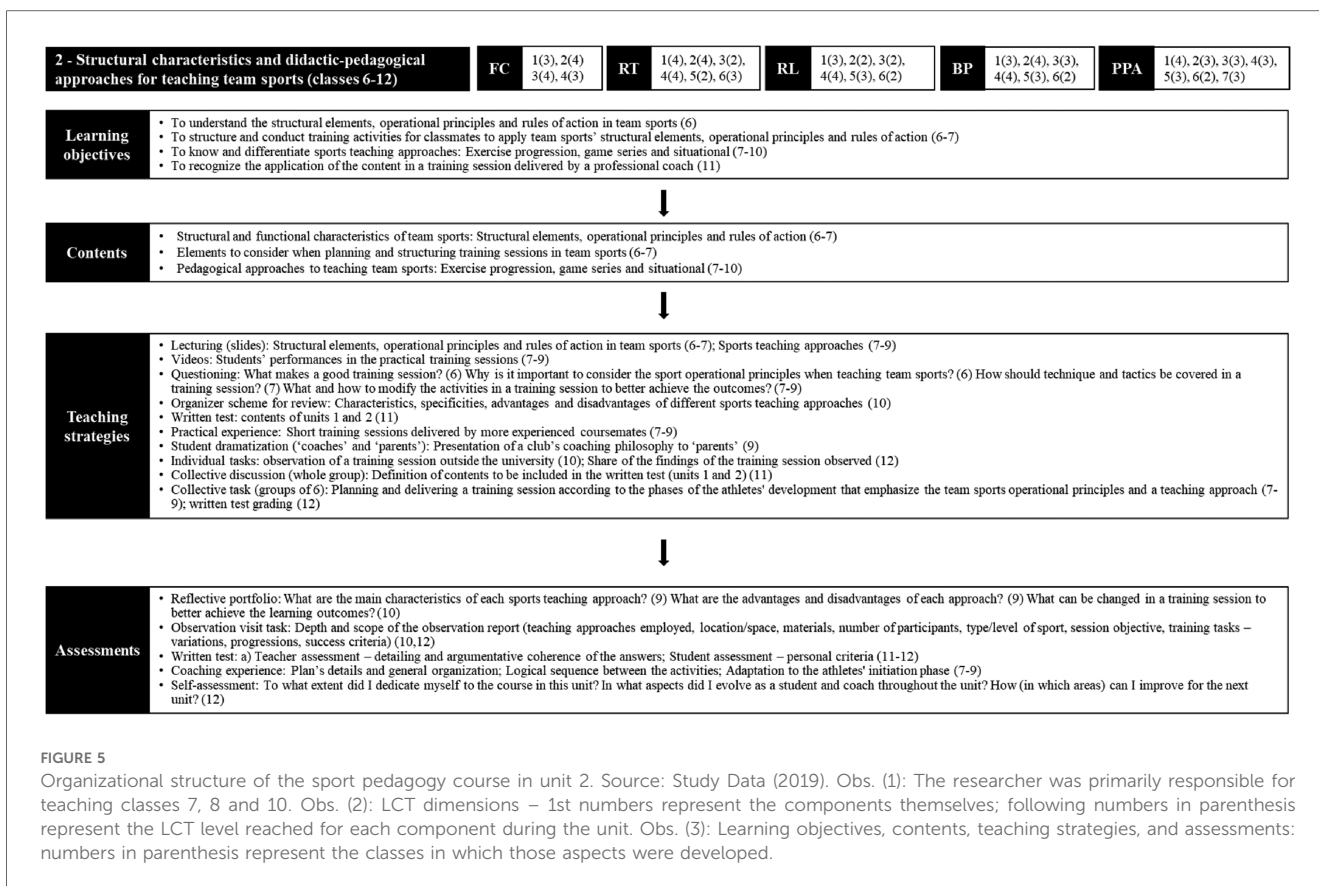 2 - Structural characteristics and didactic-pedagogical
approaches for teaching team sports (classes 6-12)
FC
1(3), 2(4)
3(4), 4(3)
RT
1(4), 2(4), 3(2),
4(4), 5(2), 6(3)
RL
1(3), 2(2), 3(2),
4(4), 5(3), 6(2)
BP
1(3), 2(4), 3(3),
4(4), 5(3), 6(2)
PPA
1(4), 2(3), 3(3), 4(3),
5(3), 6(2), 7(3)
Learning
objectives
• To understand the structural elements, operational principles and rules of action in team sports (6)
• To structure and conduct training activities for classmates to apply team sports' structural elements, operational principles and rules of action (6-7)
• To know and differentiate sports teaching approaches: Exercise progression, game series and situational (7-10)
• To recognize the application of the content in a training session delivered by a professional coach (11)
Contents
• Structural and functional characteristics of team sports: Structural elements, operational principles and rules of action (6-7)
• Elements to consider when planning and structuring training sessions in team sports (6-7)
• Pedagogical approaches to teaching team sports: Exercise progression, game series and situational (7-10)
Teaching
strategies
• Lecturing (slides): Structural elements, operational principles and rules of action in team sports (6-7); Sports teaching approaches (7-9)
• Videos: Students' performances in the practical training sessions (7-9)
• Questioning: What makes a good training session? (6) Why is it important to consider the sport operational principles when teaching team sports? (6) How should technique and tactics be covered in a
training session? (7) What and how to modify the activities in a training session to better achieve the outcomes? (7-9)
• Organizer scheme for review: Characteristics, specificities, advantages and disadvantages of different sports teaching approaches (10)
• Written test: contents of units 1 and 2 (11)
• Practical experience: Short training sessions delivered by more experienced coursemates (7-9)
• Student dramatization ('coaches' and 'parents'): Presentation of a club's coaching philosophy to 'parents' (9)
• Individual tasks: observation of a training session outside the university (10); Share of the findings of the training session observed (12)
• Collective discussion (whole group): Definition of contents to be included in the written test (units 1 and 2) (11)
• Collective task (groups of 6): Planning and delivering a training session according to the phases of the athletes' development that emphasize the team sports operational principles and a teaching approach (7-
9); written test grading (12)
Assessments
• Reflective portfolio: What are the main characteristics of each sports teaching approach? (9) What are the advantages and disadvantages of each approach? (9) What can be changed in a training session to
better achieve the learning outcomes? (10)
• Observation visit task: Depth and scope of the observation report (teaching approaches employed, location/space, materials, number of participants, type/level of sport, session objective, training tasks –
variations, progressions, success criteria) (10,12)
• Written test: a) Teacher assessment – detailing and argumentative coherence of the answers; Student assessment – personal criteria (11-12)
• Coaching experience: Plan's details and general organization; Logical sequence between the activities; Adaptation to the athletes' initiation phase (7-9)
• Self-assessment: To what extent did I dedicate myself to the course in this unit? In what aspects did I evolve as a student and coach throughout the unit? How (in which areas) can I improve for the next
unit? (12)
FIGURE 5
Organizational structure of the sport pedagogy course in unit 2. Source: Study Data (2019). Obs. (1): The researcher was primarily responsible for
teaching classes 7, 8 and 10. Obs. (2): LCT dimensions – 1st numbers represent the components themselves; following numbers in parenthesis
represent the LCT level reached for each component during the unit. Obs. (3): Learning objectives, contents, teaching strategies, and assessments:
numbers in parenthesis represent the classes in which those aspects were developed.